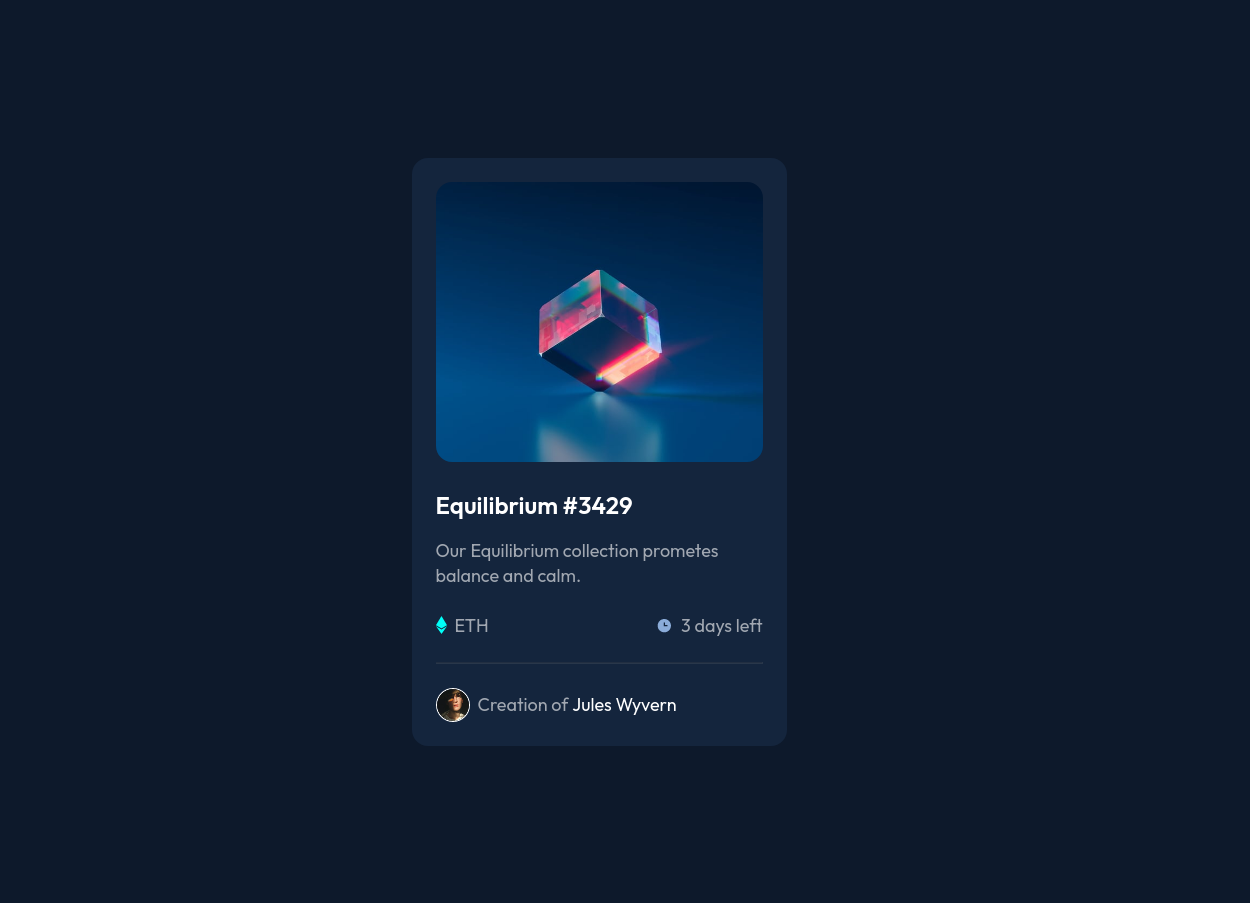 Equilibrium #3429
Our Equilibrium collection prometes
balance and calm.
ETH
3 days left
Creation of Jules Wyvern